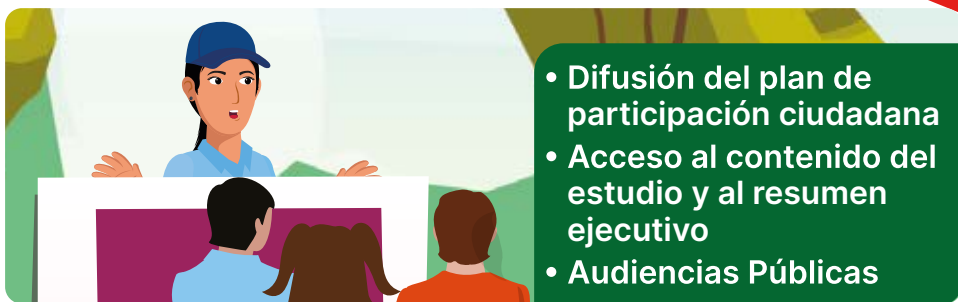 • Difusión del plan de
participación ciudadana
• Acceso al contenido del
estudio y al resumen
ejecutivo
• Audiencias Públicas